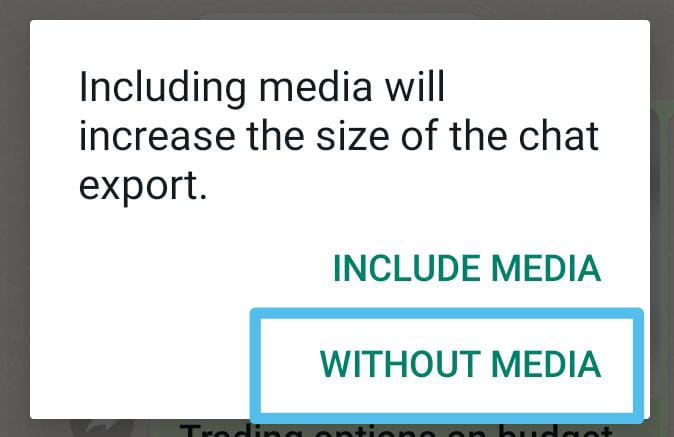 Including media will
increase the size of the chat
export.
INCLUDE MEDIA
WITHOUT MEDIA
Trading options on budget